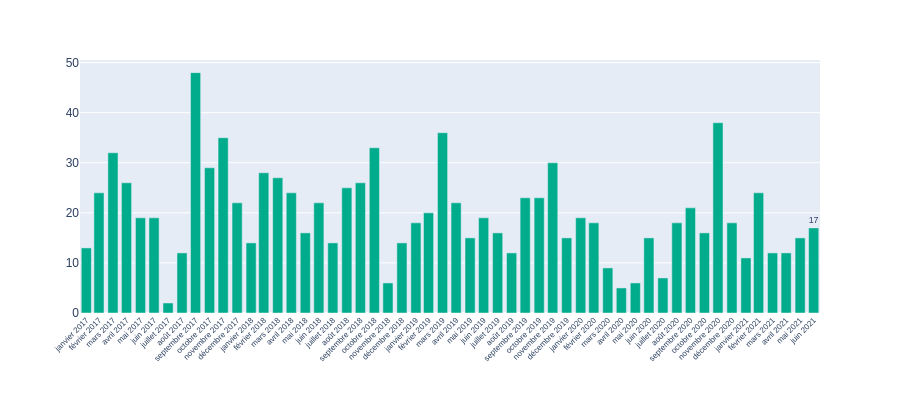 50
40
30
20
10
0
17
janvier 2017
février 2017
mars 2017
avril 2017
mai 2017
juin 2017
juillet 2017
août 2017
septembre 2017
octobre 2017
novembre 2017
décembre 2017
janvier 2018
février 2018
mars 2018
avril 2018
mai 2018
juin 2018
juillet 2018
août 2018
septembre 2018
octobre 2018
novembre 2018
décembre 2018
janvier 2019
février 2019
mars 2019
avril 2019
mai 2019
juin 2019
juillet 2019
août 2019
septembre 2019
octobre 2019
novembre 2019
décembre 2019
janvier 2020
février 2020
mars 2020
avril 2020
mai 2020
juin 2020
juillet 2020
août 2020
septembre 2020
octobre 2020
novembre 2020
décembre 2020
janvier 2021
février 2021
mars 2021
avril 2021
mai 2021
juin 2021